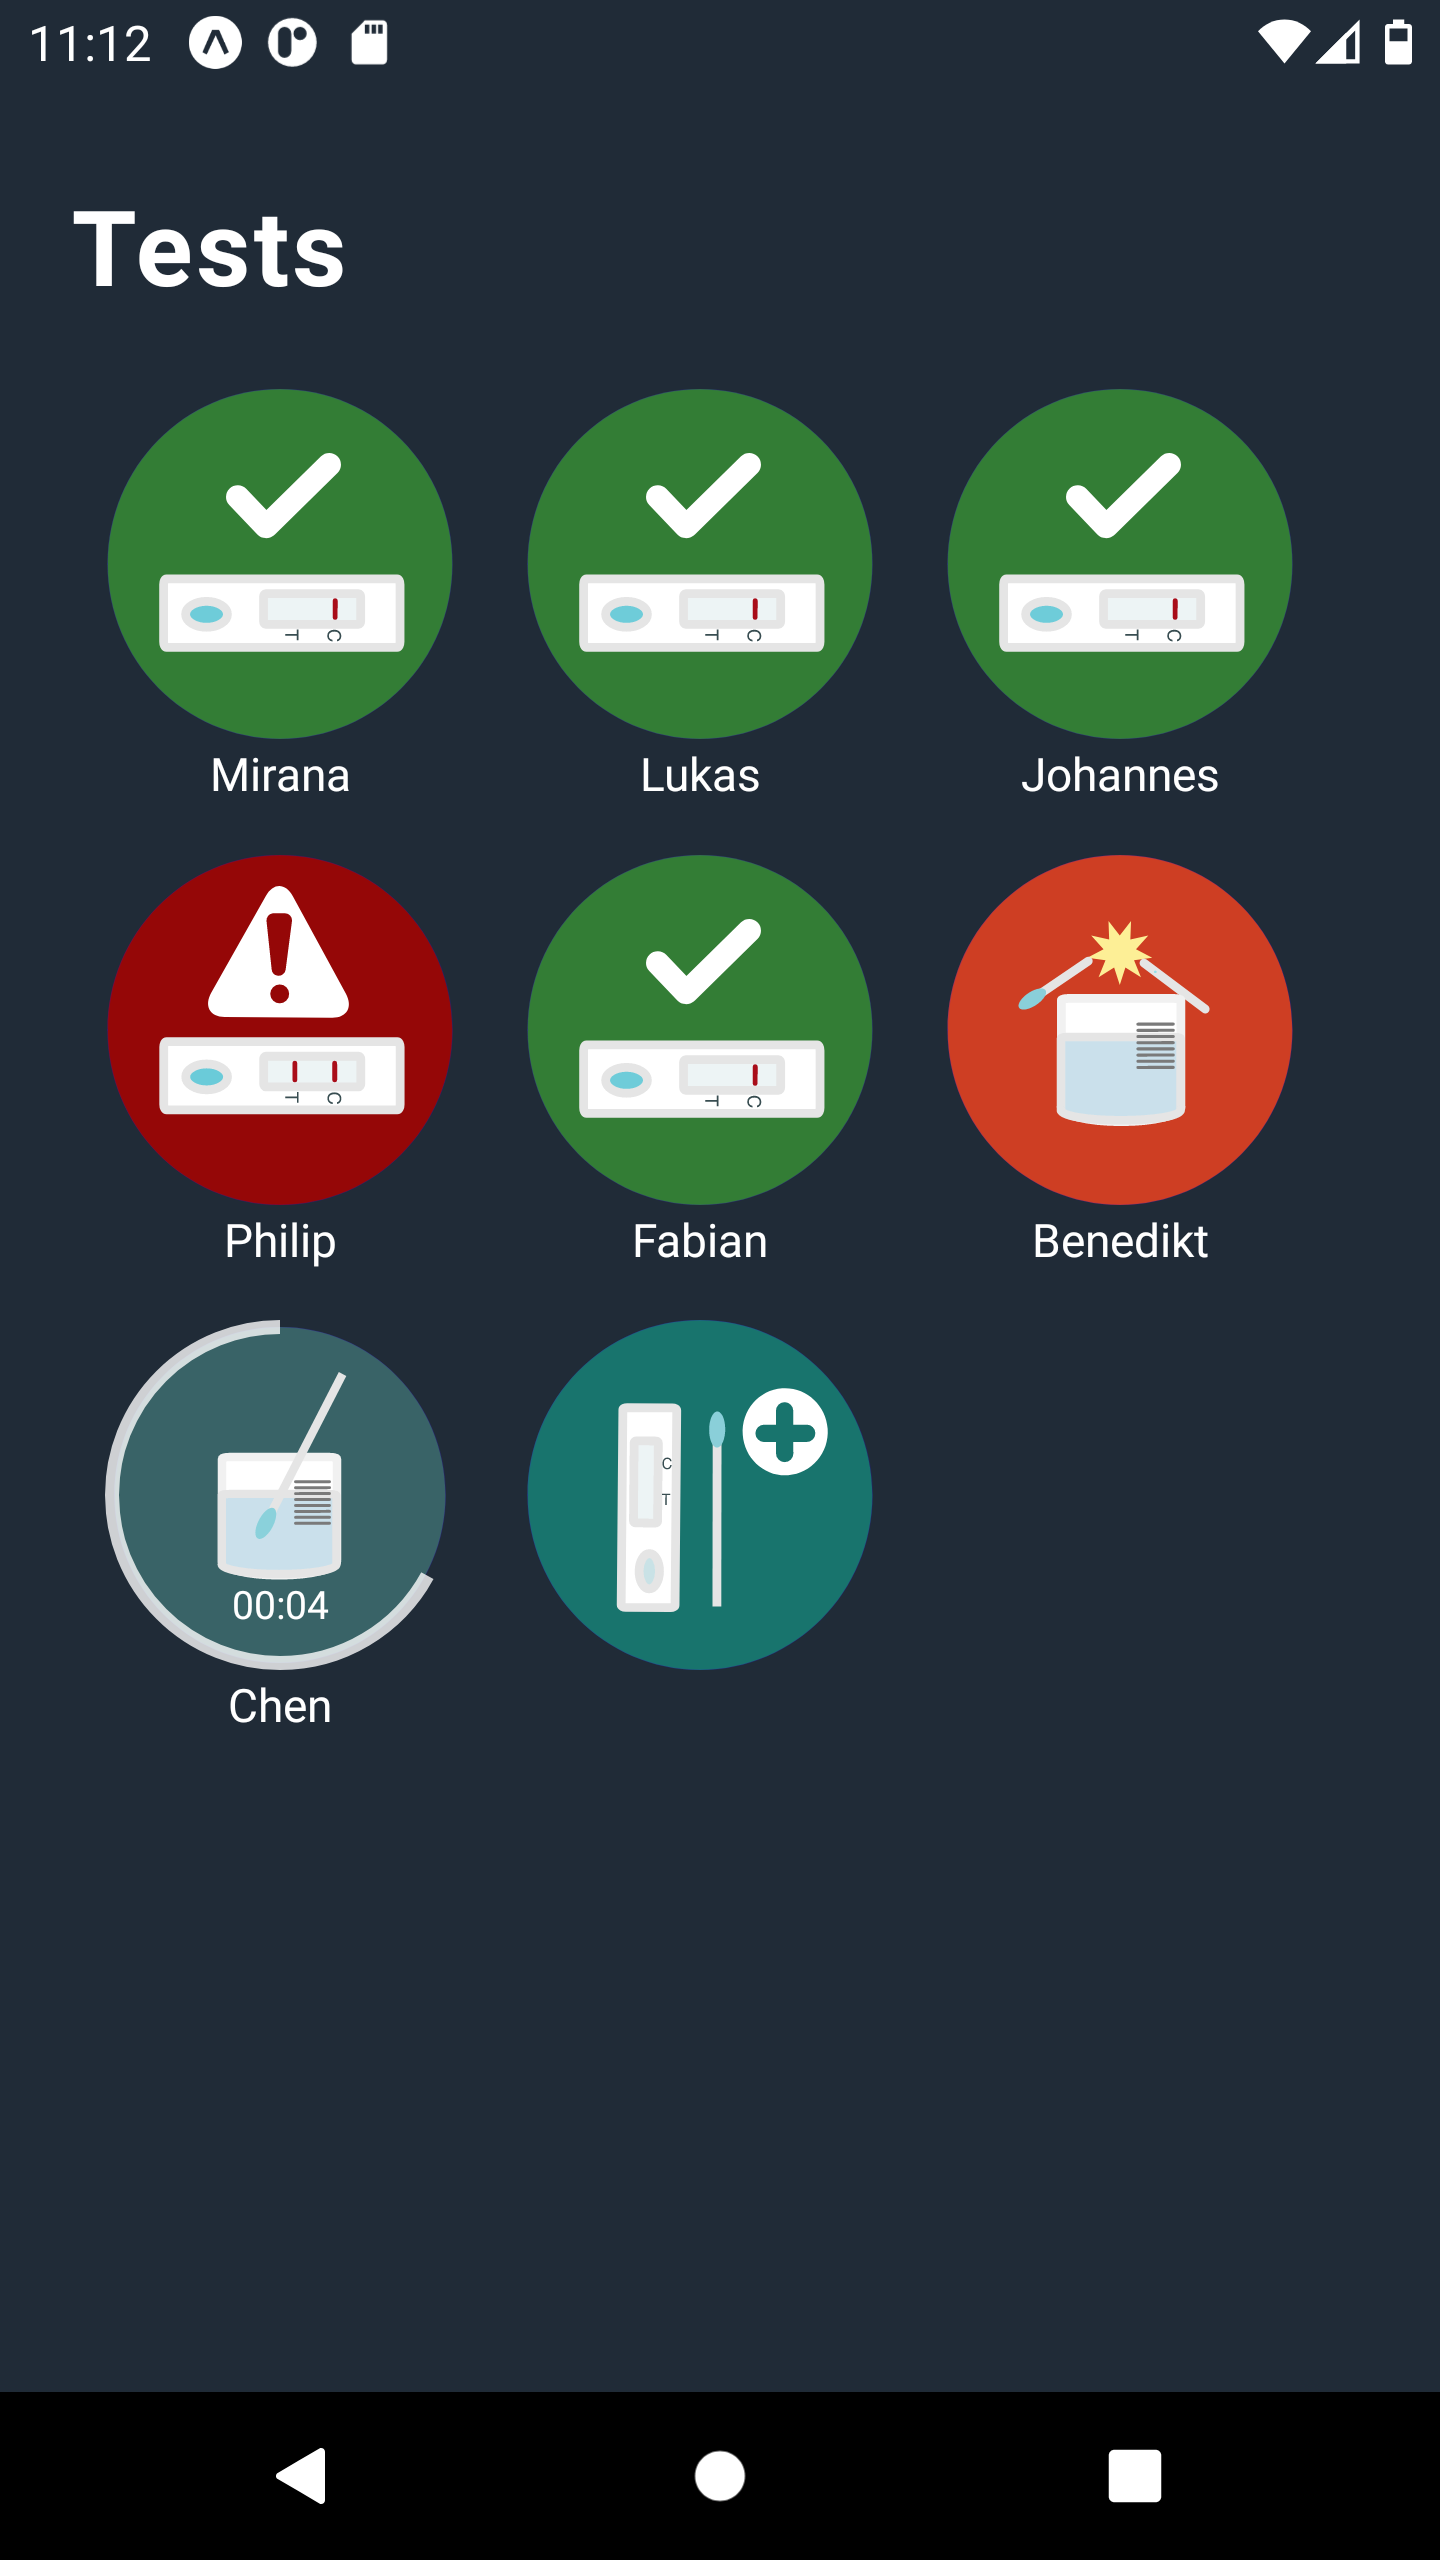 11:12
Tests
T C
T C
T C
Mirana
Lukas
Johannes
T C
T C
Philip
Fabian
Benedikt
C
T
00:04
Chen